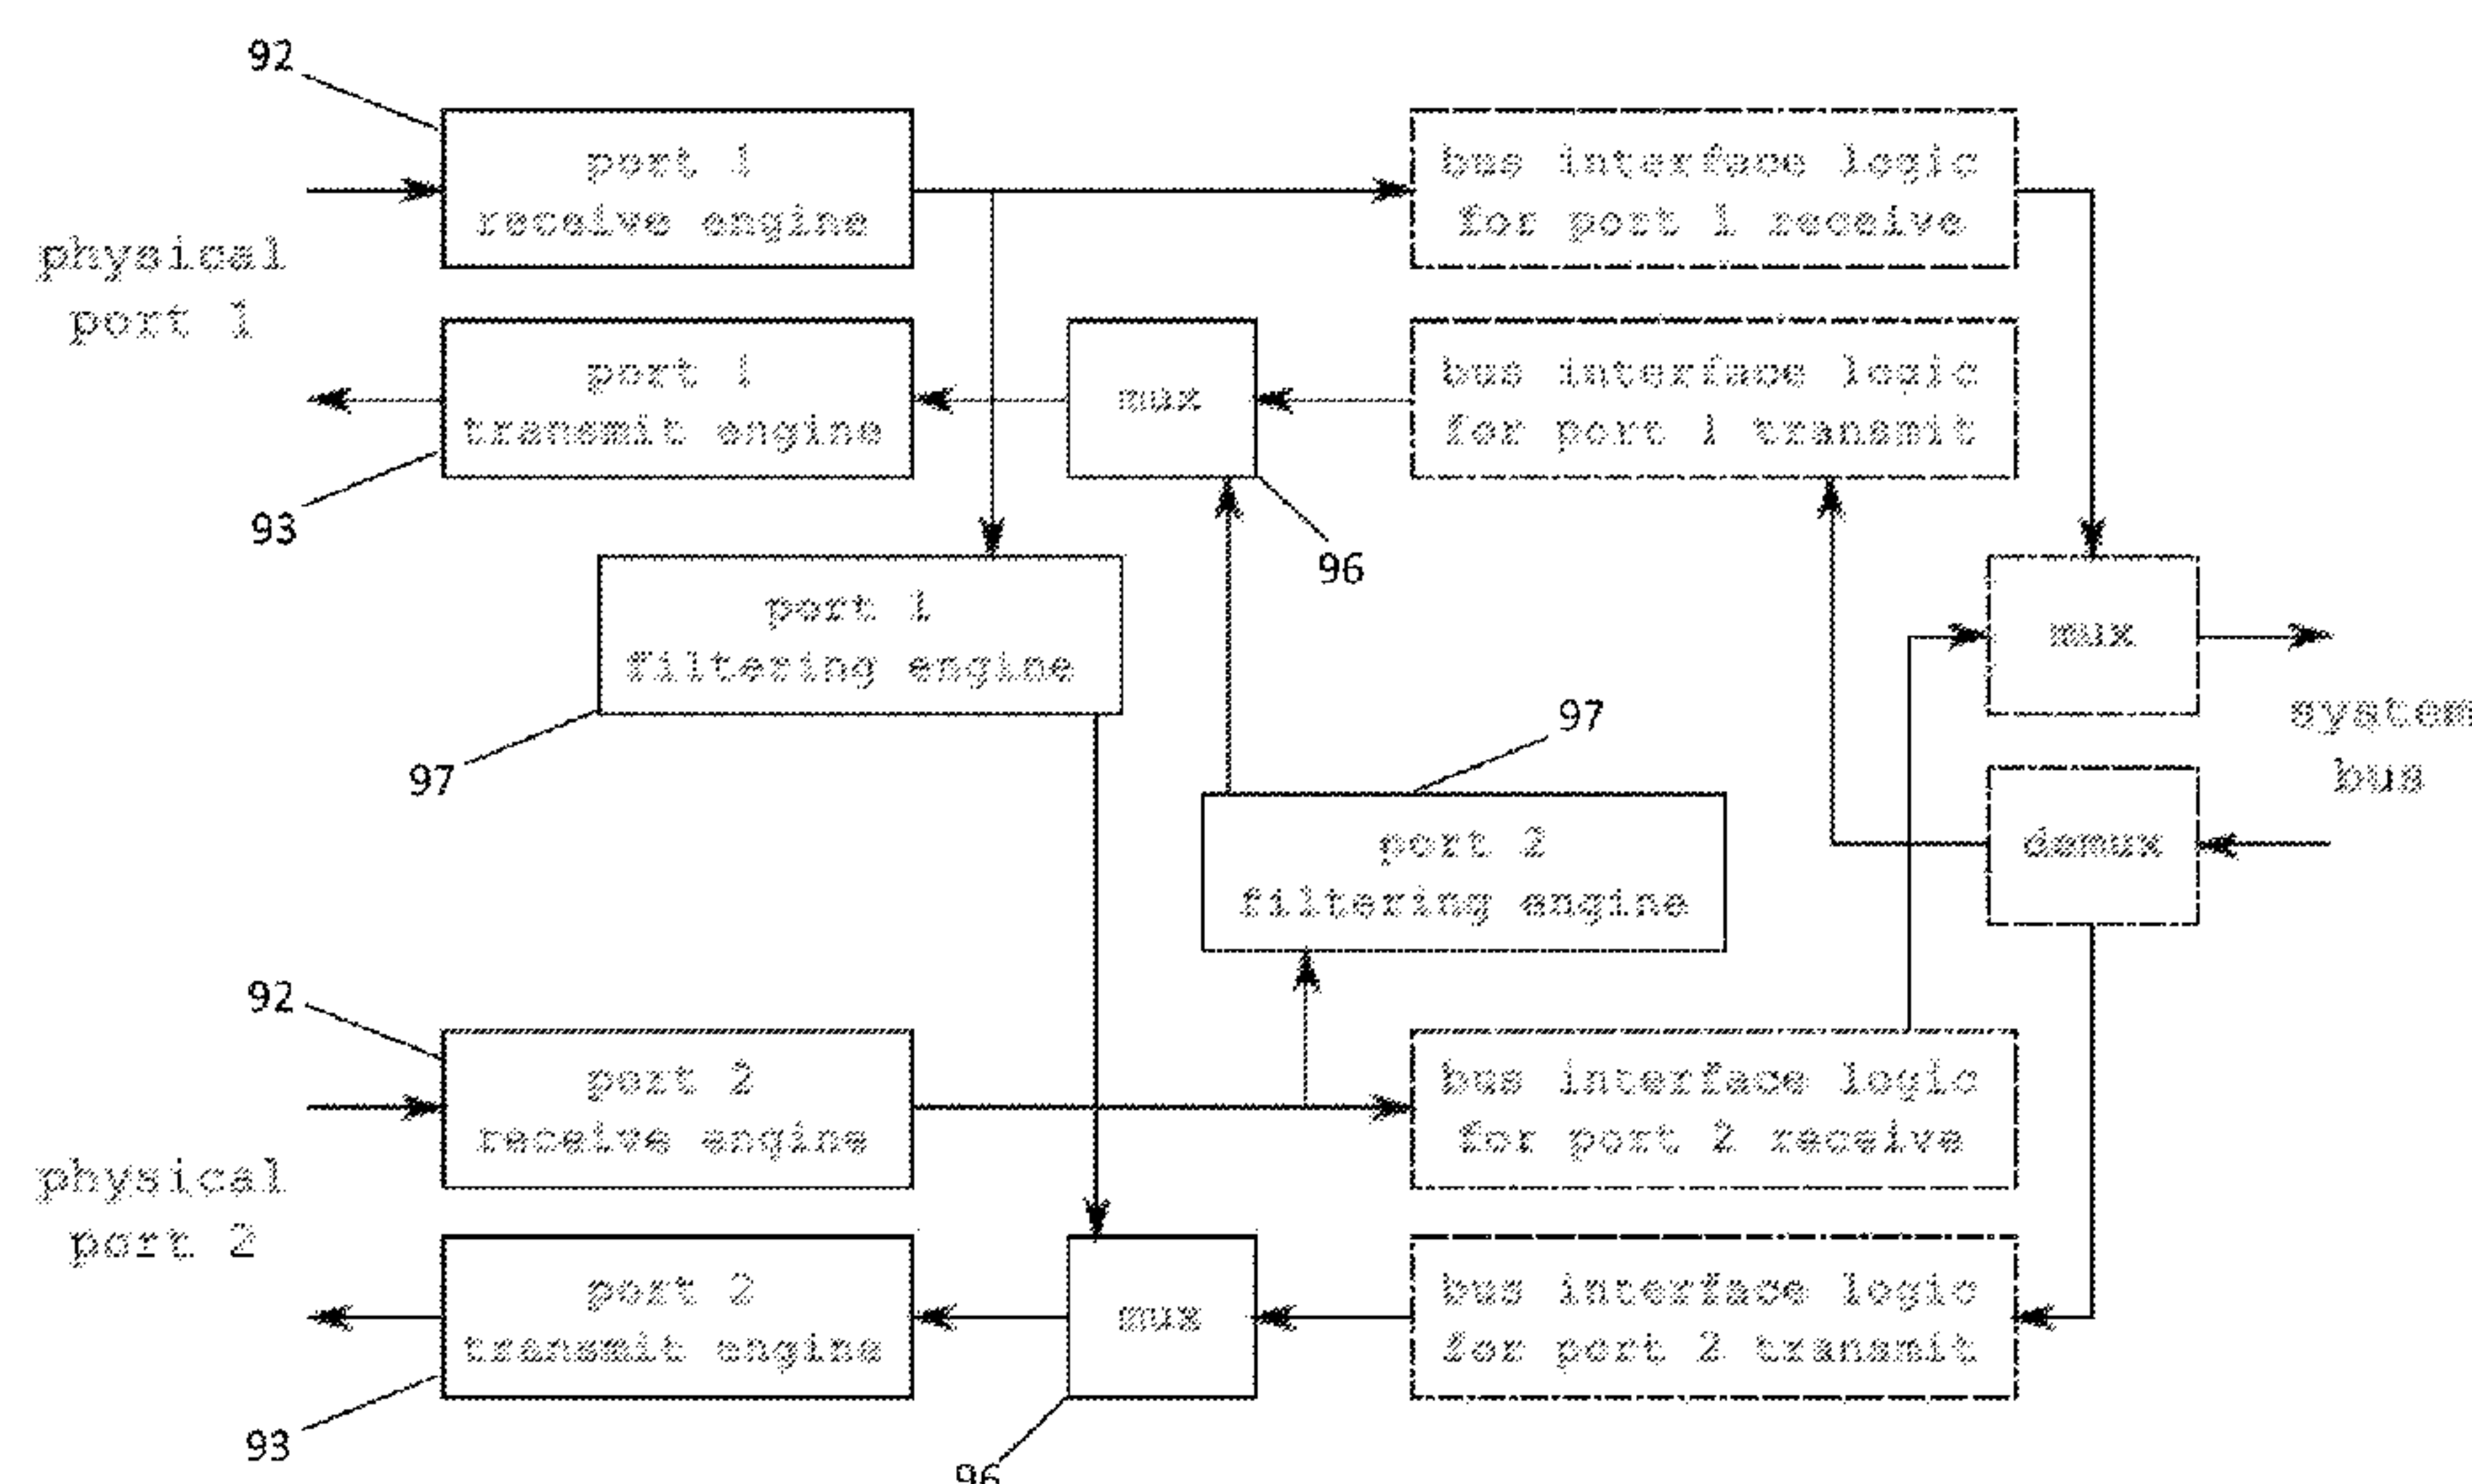 92
port 1
receive engine
bus interface logic
for port 1 receive
physical
port 1
port 1
transmit engine
mux
bus interface logic
for port 1 transmit
93
96
port 1
filtering engine
mux
97
97
system
bus
port 2
filtering engine
demux
92
port 2
receive engine
bus interface logic
for port 2 receive
physical
port 2
port 2
transmit engine
mux
bus interface logic
for port 2 transmit
93
96